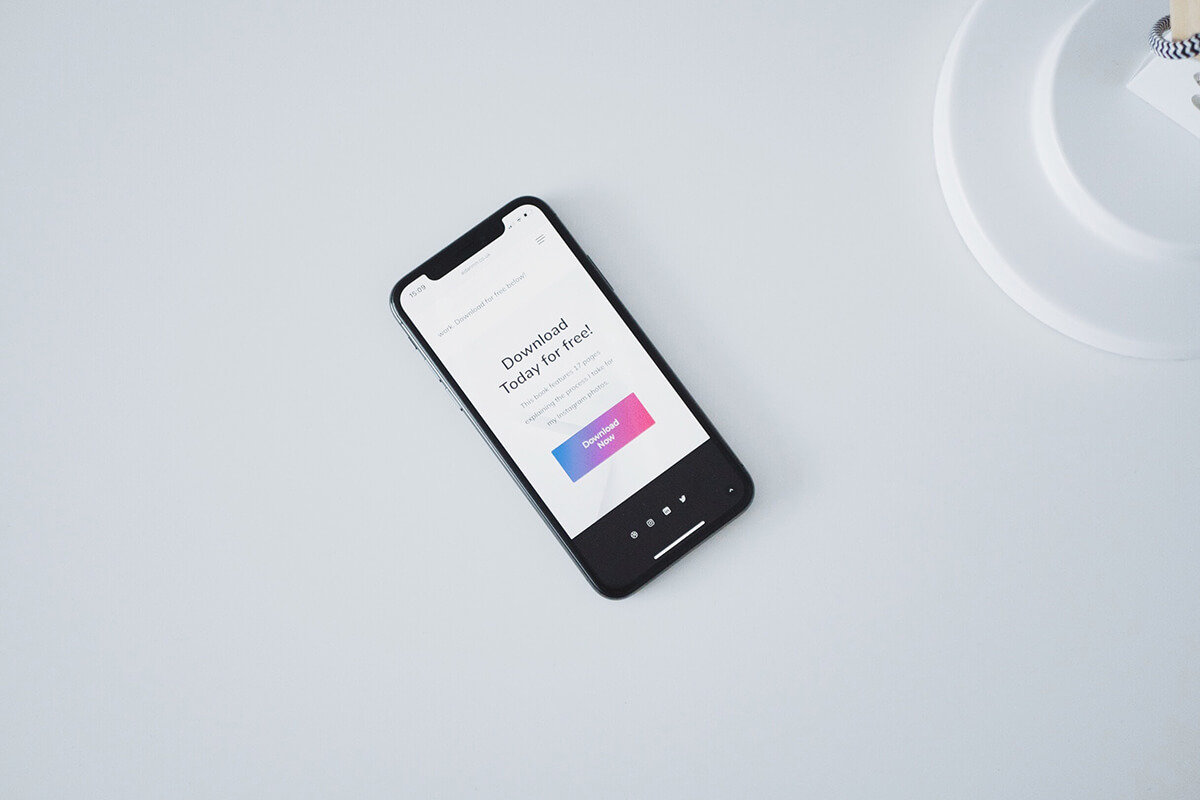 15:09
work. Download for free below!
Download
Today for free!
This book features 17 pages
explaining the process I take for
my Instagram photos.
Download
Now